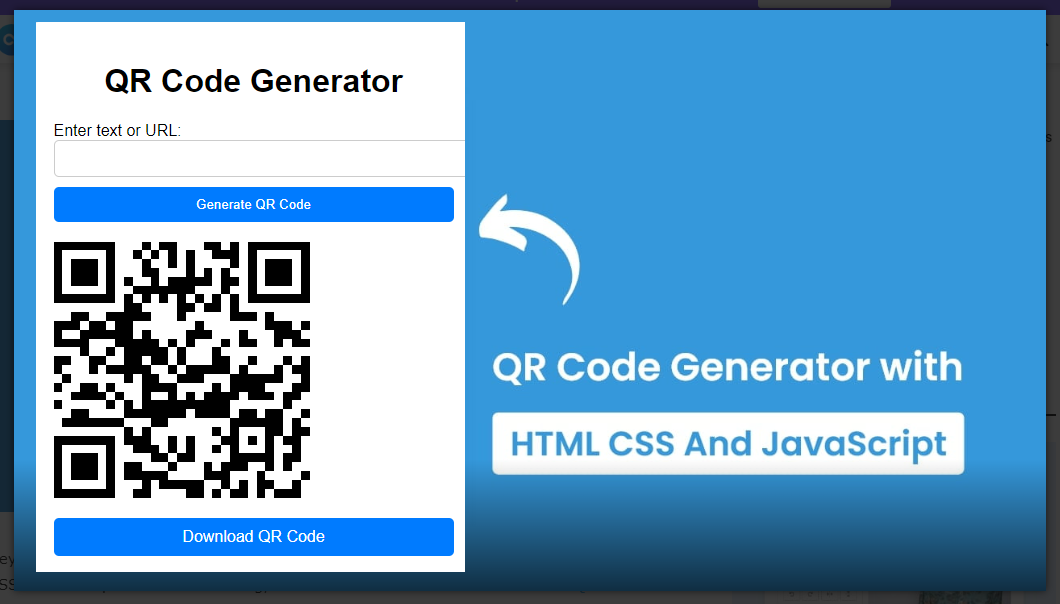 QR Code Generator
Enter text or URL:
Generate QR Code
Download QR Code
QR Code Generator with
HTML CSS And JavaScript